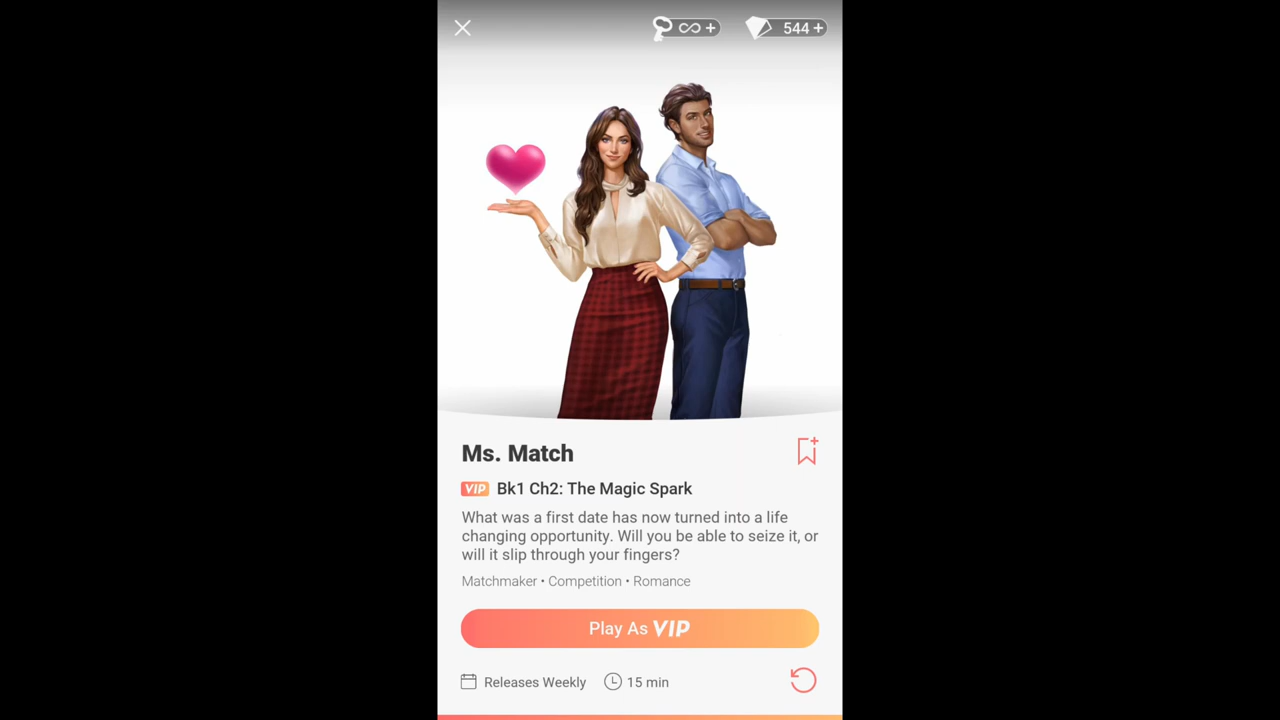 ∞ +
544 +
Ms. Match
VIP Bk1 Ch2: The Magic Spark
What was a first date has now turned into a life
changing opportunity. Will you be able to seize it, or
will it slip through your fingers?
Matchmaker • Competition • Romance
Play As VIP
Releases Weekly 15 min